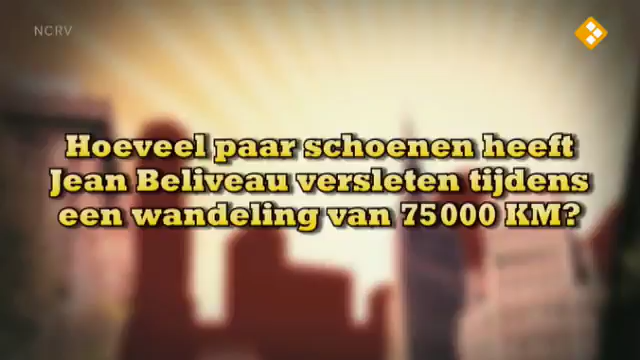 NCRV
Hoeveel paar schoenen heeft
Jean Beliveau versleten tijdens
een wandeling van 75000 KM?